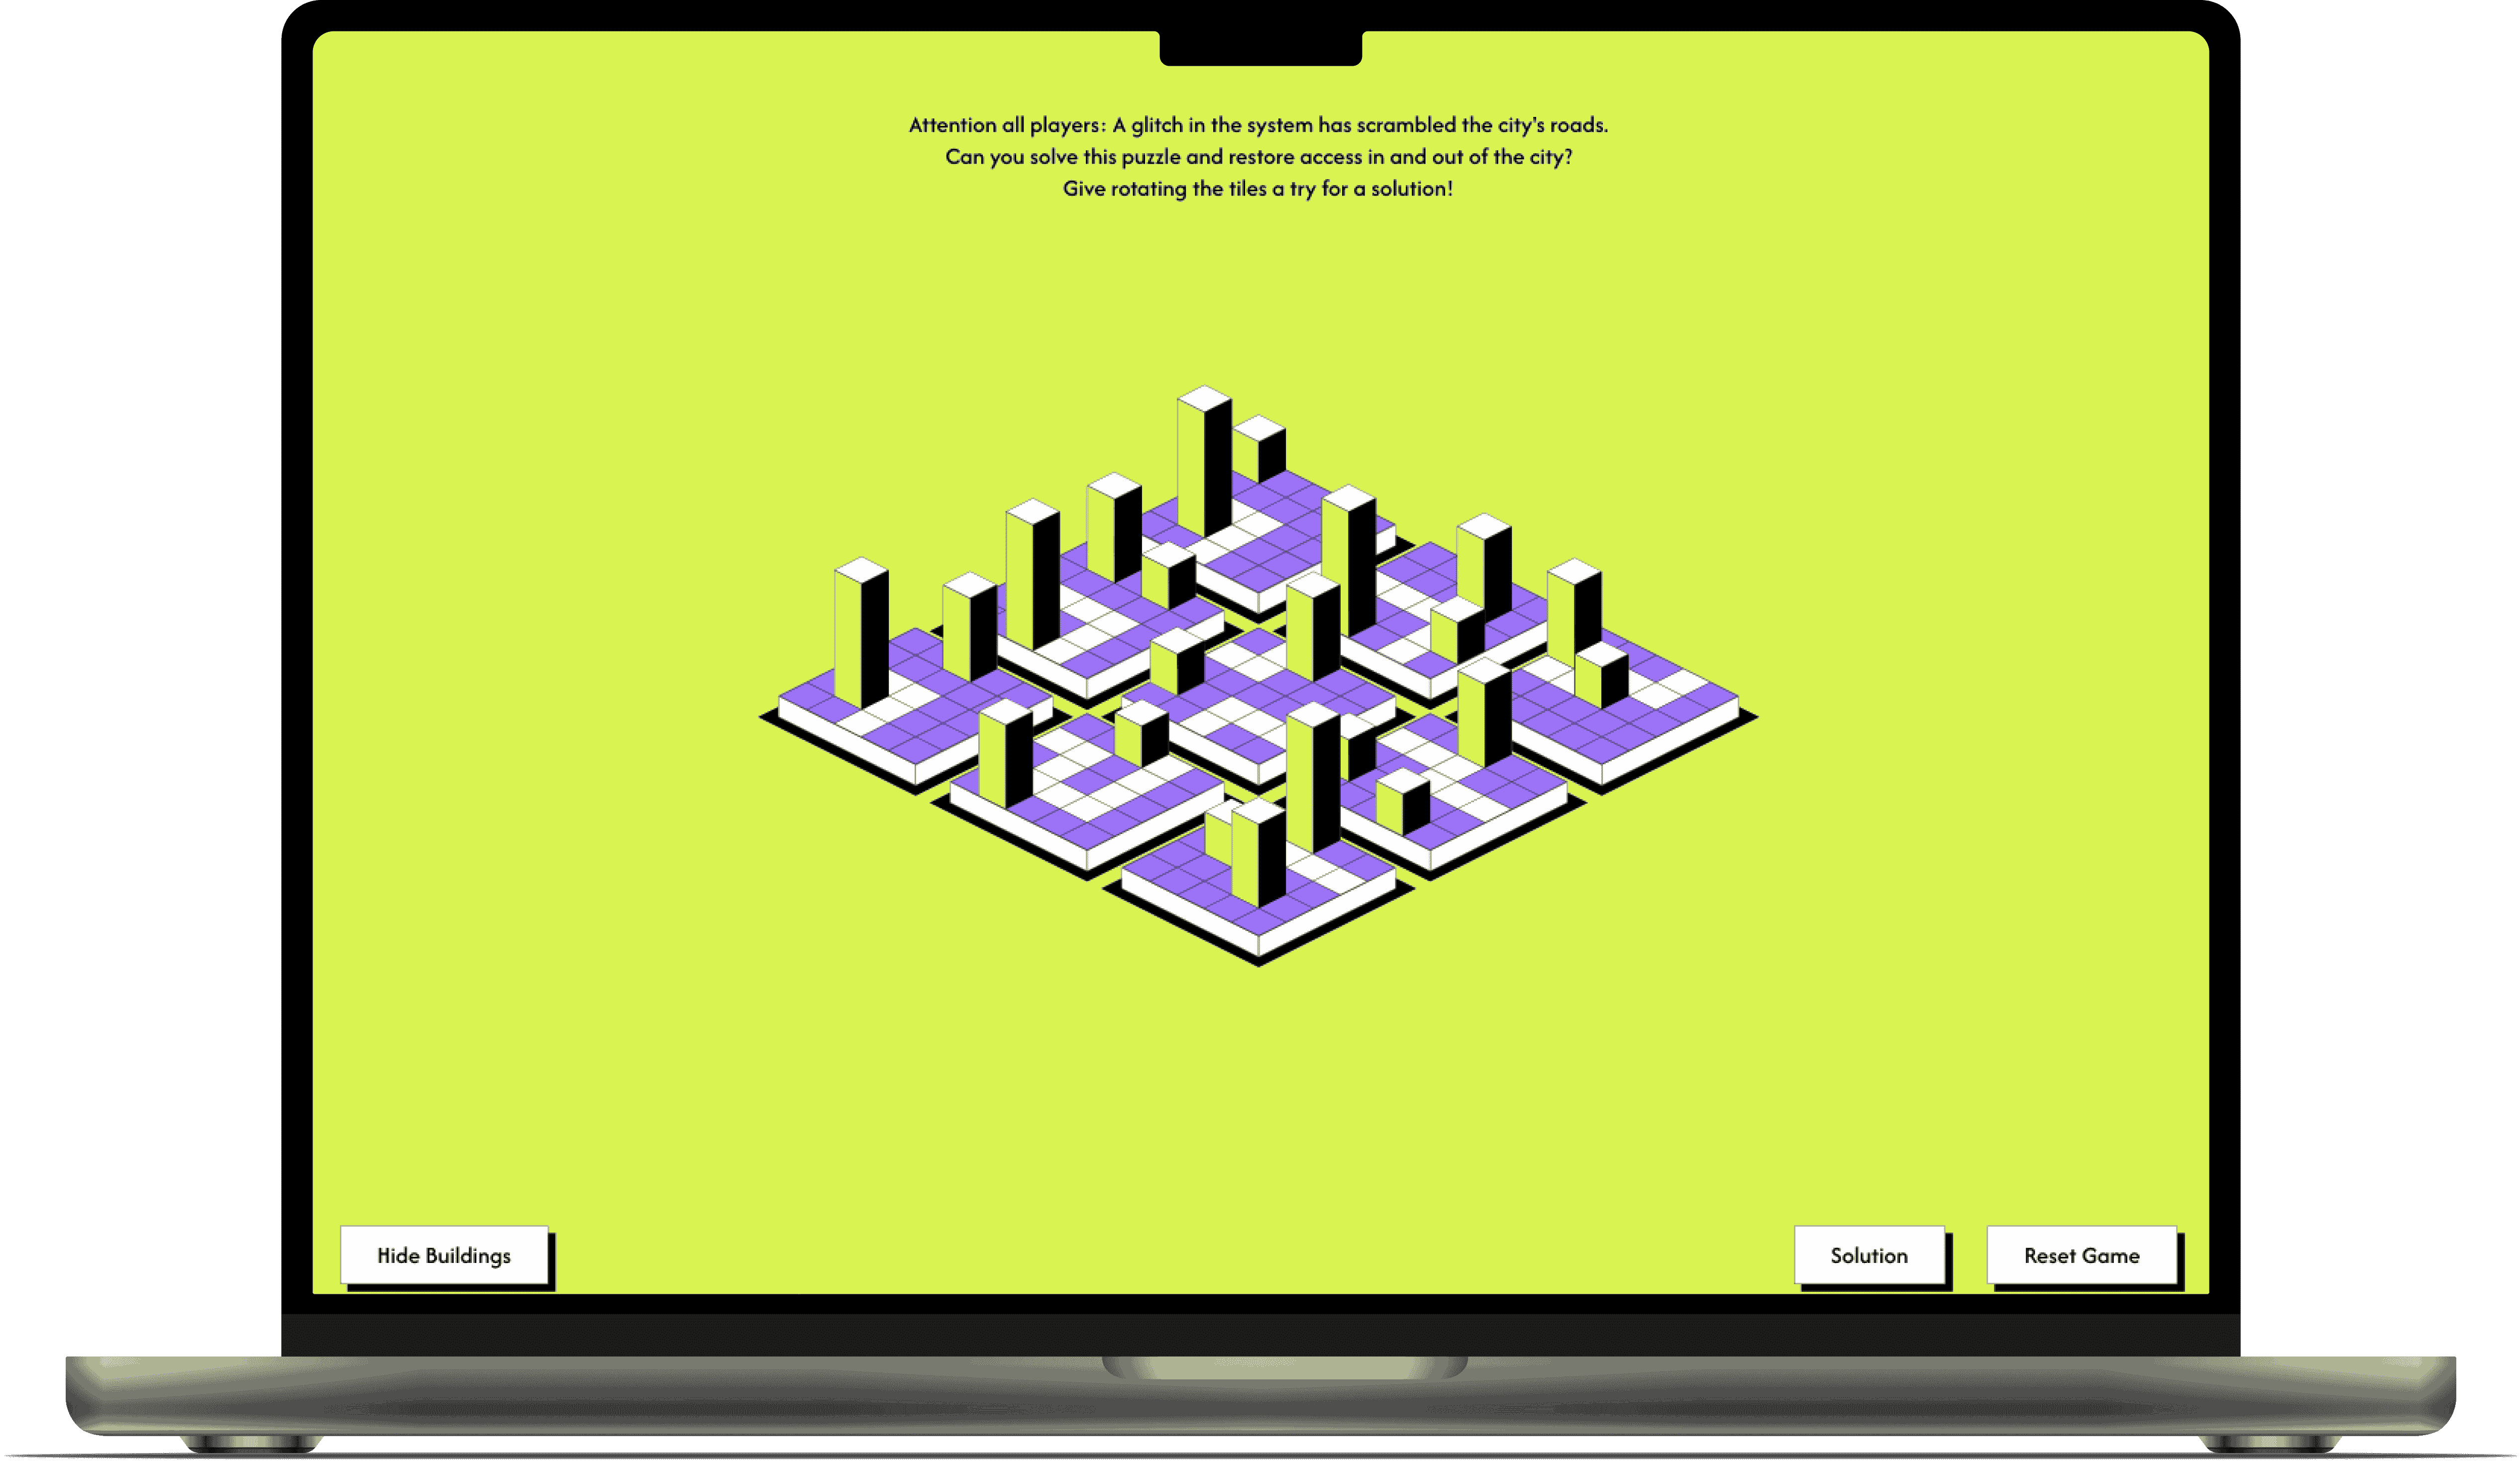 Attention all players: A glitch in the system has scrambled the city's roads.
Can you solve this puzzle and restore access in and out of the city?
Give rotating the tiles a try for a solution!
Hide Buildings
Solution
Reset Game